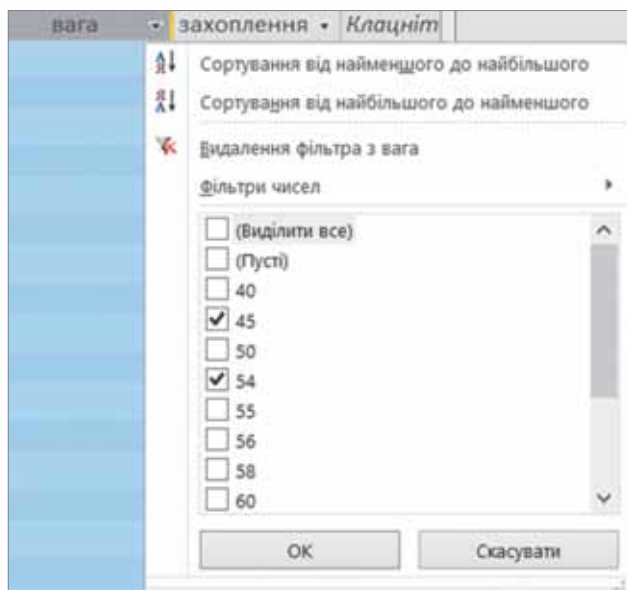 вага захоплення Клацніт
Сортування від найменшого до найбільшого
Сортування від найбільшого до найменшого
Видалення фільтра з вага
Фільтри чисел
(Виділити все)
(Пусті)
40
45
50
54
55
56
58
60
ОК Скасувати